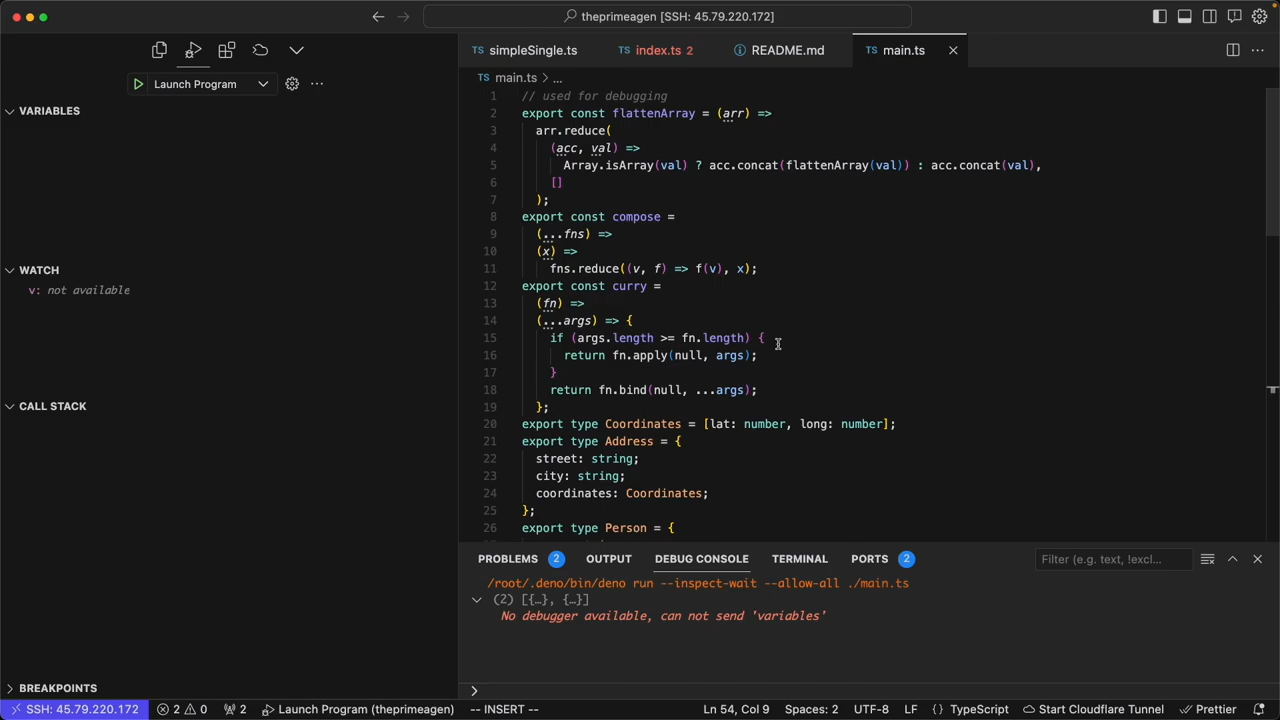 theprimeagen [SSH: 45.79.220.172]
TS simpleSingle.ts TS index.ts 2 README.md TS main.ts
Launch Program
TS main.ts > ...
VARIABLES
WATCH
v: not available
CALL STACK
BREAKPOINTS
1 // used for debugging
2 export const flattenArray = (arr) =>
3 arr.reduce(
4 (acc, val) =>
5 Array.isArray(val) ? acc.concat(flattenArray(val)) : acc.concat(val),
6 []
7 );
8 export const compose =
9 (...fns) =>
10 (x) =>
11 fns.reduce((v, f) => f(v), x);
12 export const curry =
13 (fn) =>
14 (...args) => {
15 if (args.length >= fn.length) {
16 return fn.apply(null, args);
17 }
18 return fn.bind(null, ...args);
19 };
20 export type Coordinates = [lat: number, long: number];
21 export type Address = {
22 street: string;
23 city: string;
24 coordinates: Coordinates;
25 };
26 export type Person = {
PROBLEMS 2 OUTPUT DEBUG CONSOLE TERMINAL PORTS 2 Filter (e.g. text, !excl...
/root/.deno/bin/deno run --inspect-wait --allow-all ./main.ts
(2) [{…}, {…}]
No debugger available, can not send 'variables'
SSH: 45.79.220.172 2 0 2 Launch Program (theprimeagen) -- INSERT -- Ln 54, Col 9 Spaces: 2 UTF-8 LF {} TypeScript Start Cloudflare Tunnel Prettier